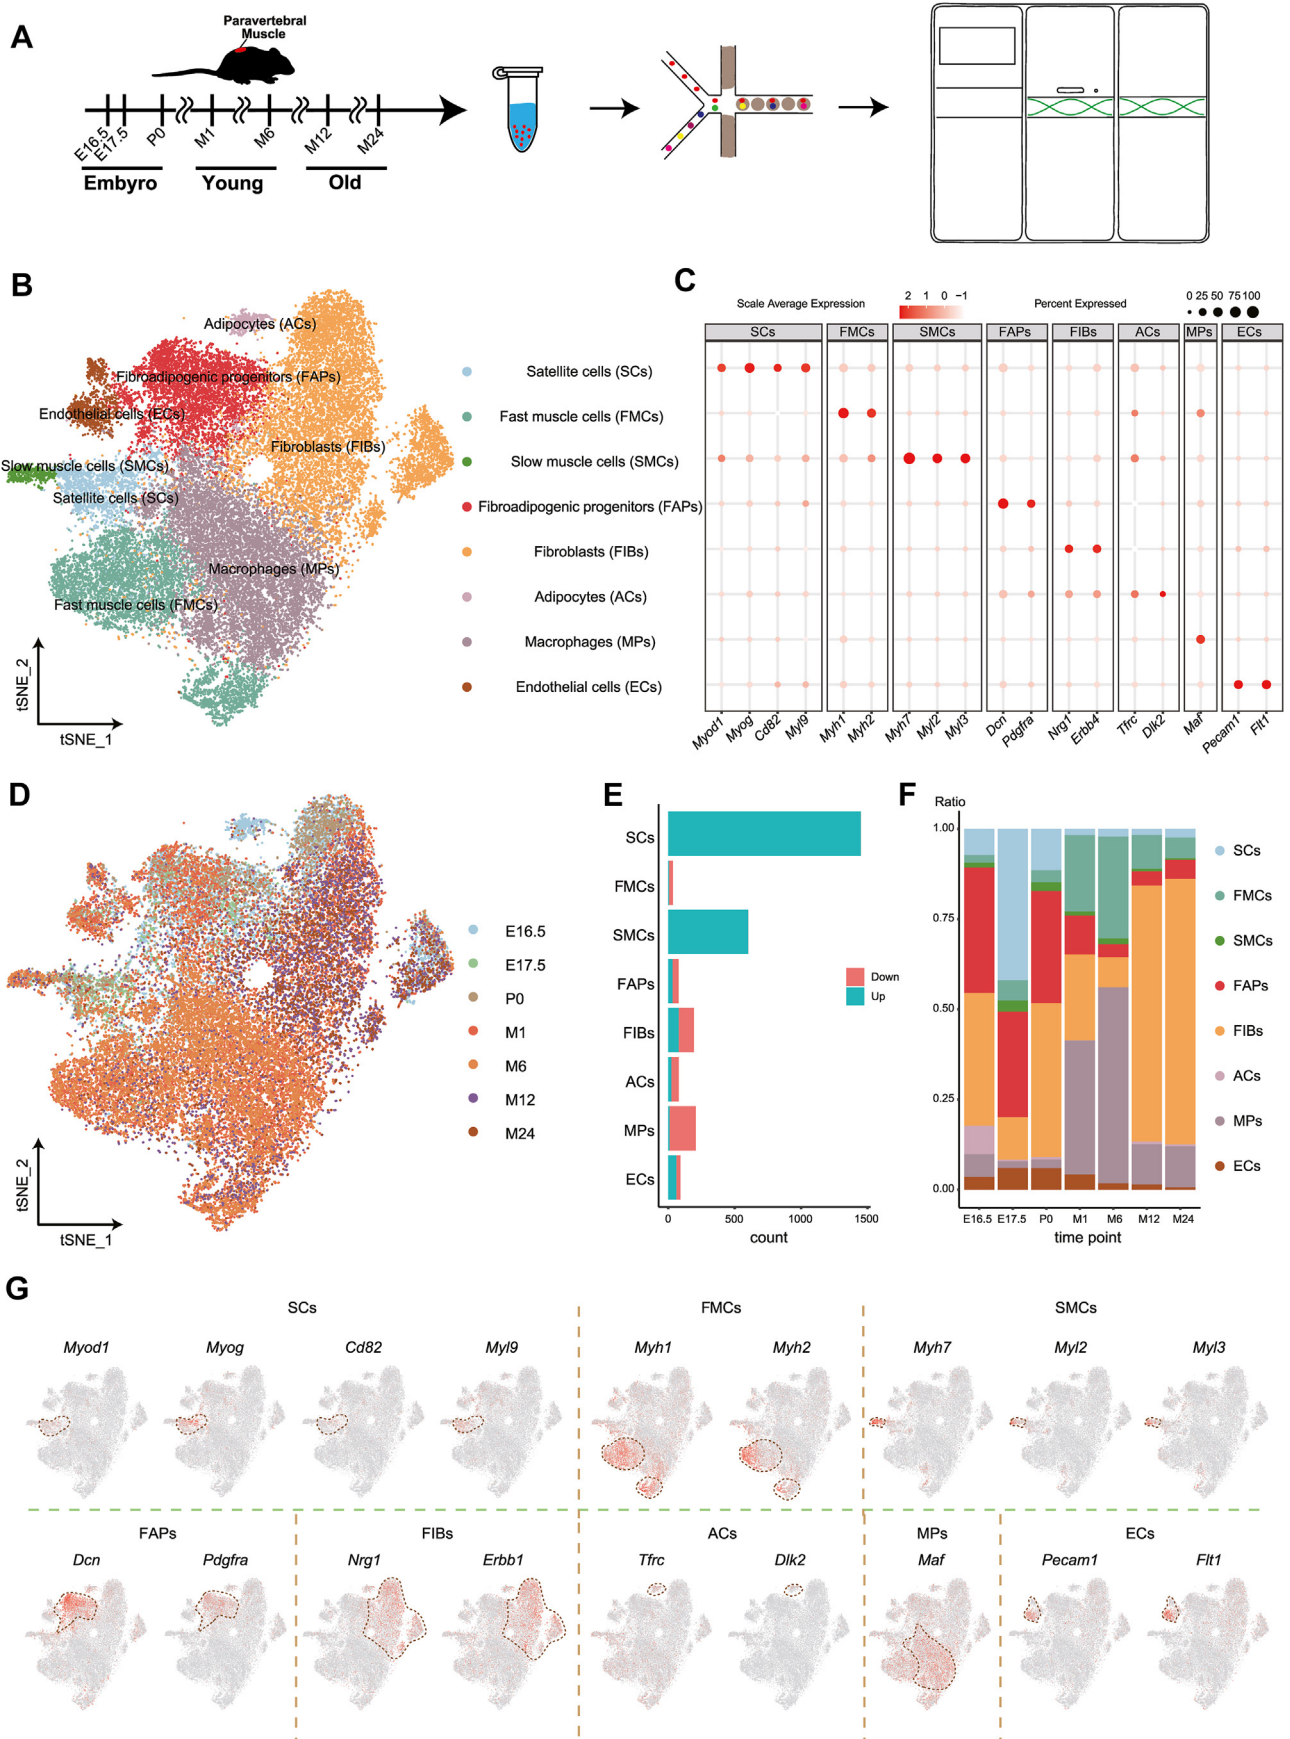 A
Paravertebral
Muscle
E16.5
E17.5
P0
M1
M6
M12
M24
Embyro
Young
Old
B
Adipocytes (ACs)
Fibroadipogenic progenitors (FAPs)
Endothelial cells (ECs)
Fibroblasts (FIBs)
Slow muscle cells (SMCs)
Satellite cells (SCs)
Macrophages (MPs)
Fast muscle cells (FMCs)
tSNE_2
tSNE_1
C
Scale Average Expression
2 1 0 −1
Percent Expressed
0 25 50 75 100
SCs FMCs SMCs FAPs FIBs ACs MPs ECs
Satellite cells (SCs)
Fast muscle cells (FMCs)
Slow muscle cells (SMCs)
Fibroadipogenic progenitors (FAPs)
Fibroblasts (FIBs)
Adipocytes (ACs)
Macrophages (MPs)
Endothelial cells (ECs)
Myod1 Myog Cd82 Myl9 Myh1 Myh2 Myh7 Myl2 Myl3 Dcn Pdgfra Nrg1 Erbb4 Tfrc Dlk2 Maf Pecam1 Flt1
D
E16.5
E17.5
P0
M1
M6
M12
M24
tSNE_2
tSNE_1
E
SCs
FMCs
SMCs
FAPs
FIBs
ACs
MPs
ECs
Down
Up
0 500 1000 1500
count
F
Ratio
1.00
0.75
0.50
0.25
0.00
E16.5 E17.5 P0 M1 M6 M12 M24
time point
SCs
FMCs
SMCs
FAPs
FIBs
ACs
MPs
ECs
G
SCs FMCs SMCs
Myod1 Myog Cd82 Myl9 Myh1 Myh2 Myh7 Myl2 Myl3
FAPs FIBs ACs MPs ECs
Dcn Pdgfra Nrg1 Erbb1 Tfrc Dlk2 Maf Pecam1 Flt1